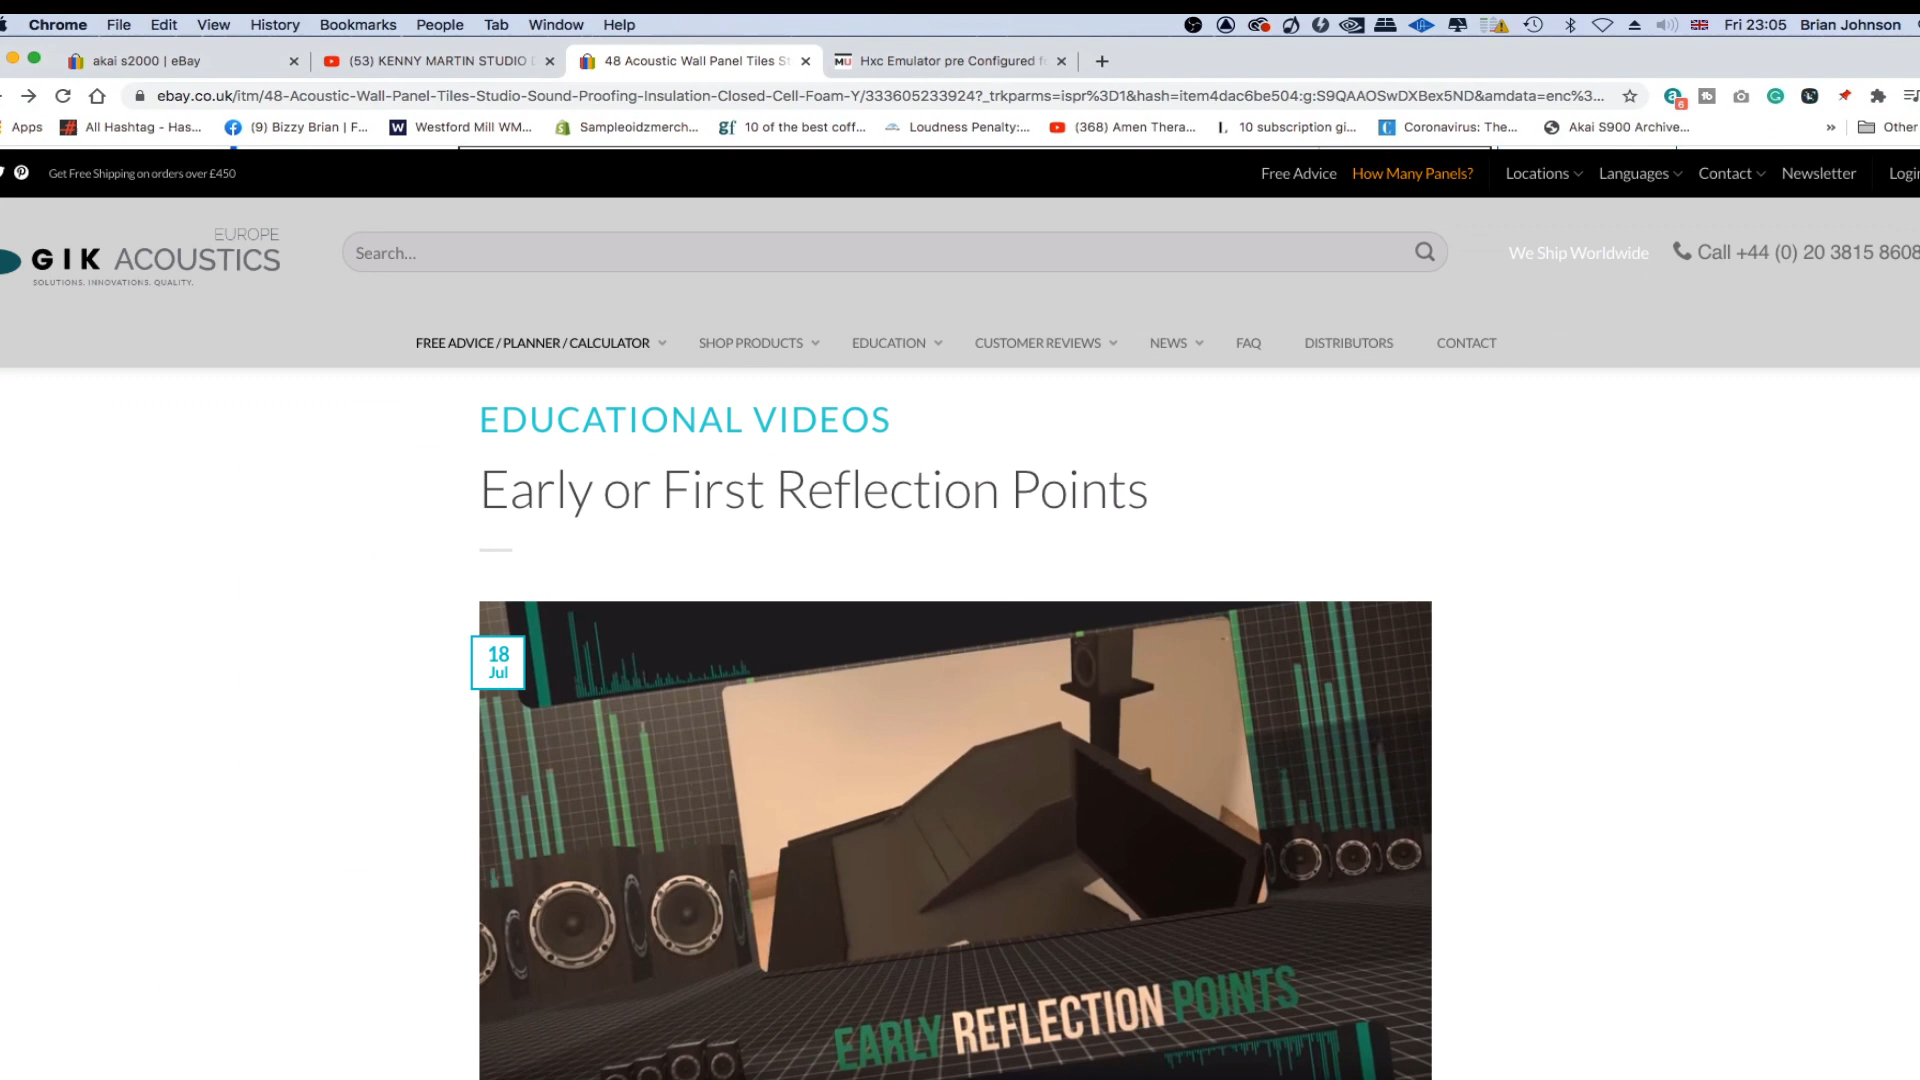 Chrome File Edit View History Bookmarks People Tab Window Help Fri 23:05 Brian Johnson
akai s2000 | eBay (53) KENNY MARTIN STUDIO 48 Acoustic Wall Panel Tiles St Hxc Emulator pre Configured fo
ebay.co.uk/itm/48-Acoustic-Wall-Panel-Tiles-Studio-Sound-Proofing-Insulation-Closed-Cell-Foam-Y/333605233924?_trkparms=ispr%3D1&hash=item4dac6be504:g:S9QAAOSwDXBex5ND&amdata=enc%3...
Apps All Hashtag - Has... (9) Bizzy Brian | F... Westford Mill WM... Sampleoidzmerch... 10 of the best coff... Loudness Penalty:... (368) Amen Thera... 10 subscription gi... Coronavirus: The... Akai S900 Archive... » Other
Get Free Shipping on orders over £450 Free Advice How Many Panels? Locations Languages Contact Newsletter Login
EUROPE
GIK ACOUSTICS
SOLUTIONS. INNOVATIONS. QUALITY.
Search... We Ship Worldwide Call +44 (0) 20 3815 8608
FREE ADVICE / PLANNER / CALCULATOR SHOP PRODUCTS EDUCATION CUSTOMER REVIEWS NEWS FAQ DISTRIBUTORS CONTACT
EDUCATIONAL VIDEOS
Early or First Reflection Points
18
Jul
EARLY REFLECTION POINTS